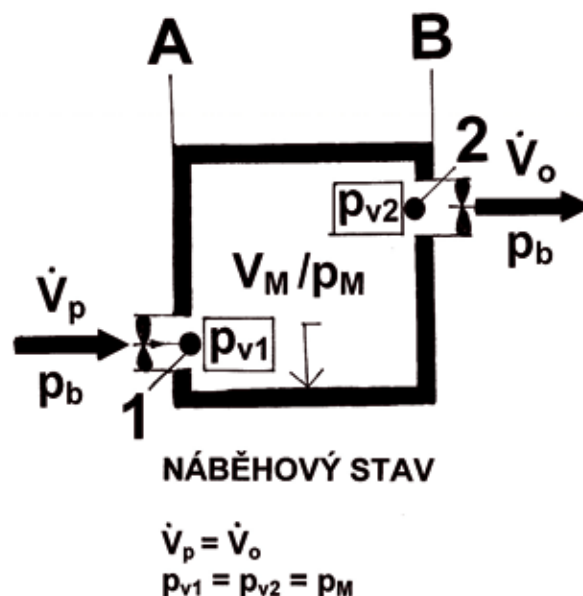 A B
2
V̇o
pv2
pb
VM /pM
V̇p
pv1
pb
1
NÁBĚHOVÝ STAV
V̇p = V̇o
pv1 = pv2 = pM